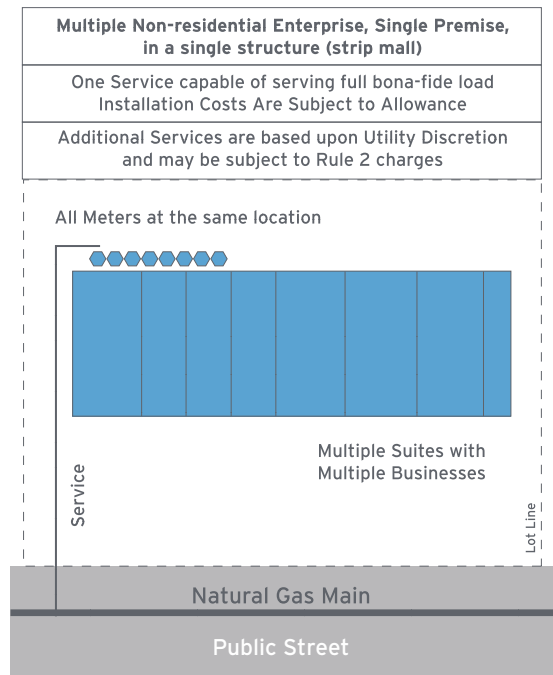 Multiple Non-residential Enterprise, Single Premise,
in a single structure (strip mall)
One Service capable of serving full bona-fide load
Installation Costs Are Subject to Allowance
Additional Services are based upon Utility Discretion
and may be subject to Rule 2 charges
All Meters at the same location
Multiple Suites with
Multiple Businesses
Service
Lot Line
Natural Gas Main
Public Street